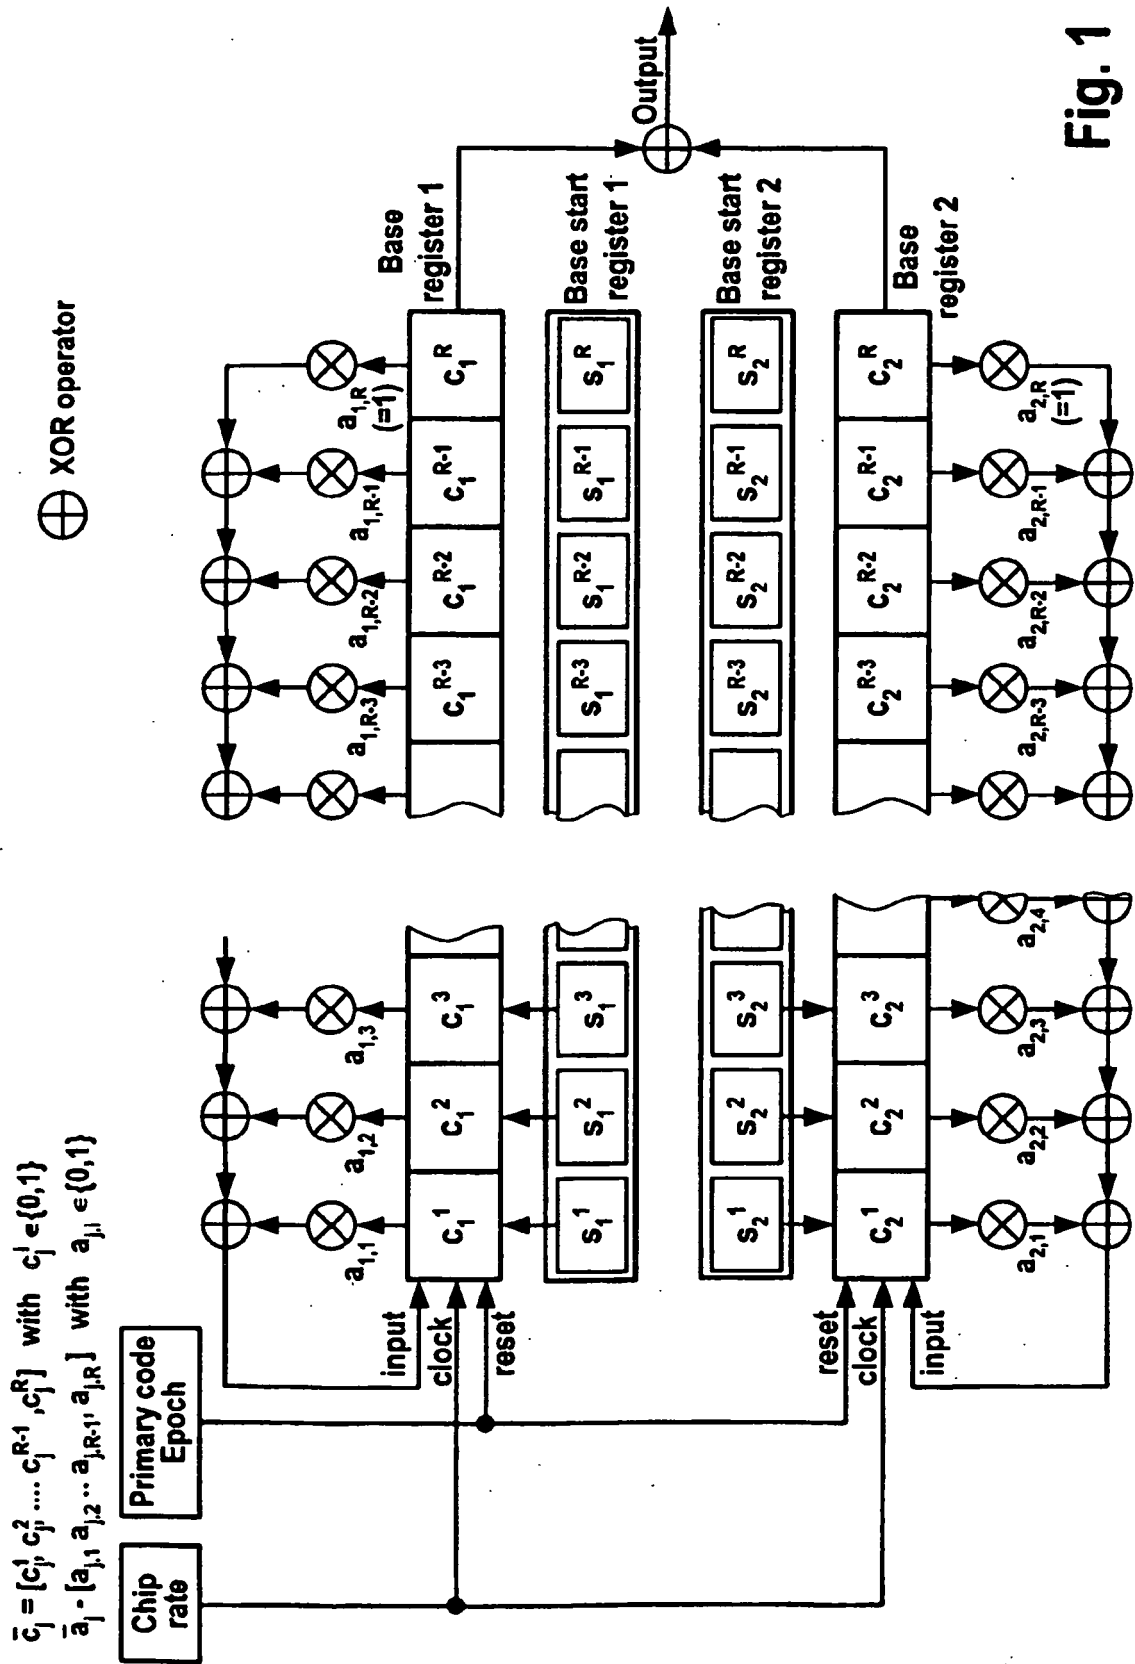 c̄ⱼ = [cⱼ¹, cⱼ², .... cⱼᴿ⁻¹, cⱼᴿ] with cⱼⁱ ∈{0,1}
āⱼ - [aⱼ,₁ aⱼ,₂ .. aⱼ,R-1, aⱼ,R] with aⱼ,ᵢ ∈{0,1}
⊕ XOR operator
Chip
rate
Primary code
Epoch
a₁,₁ a₁,₂ a₁,₃ a₁,R-3 a₁,R-2 a₁,R-1 a₁,R
(=1)
input
clock
reset
c₁¹ c₁² c₁³ c₁ᴿ⁻³ c₁ᴿ⁻² c₁ᴿ⁻¹ c₁ᴿ
Base
register 1
s₁¹ s₁² s₁³ s₁ᴿ⁻³ s₁ᴿ⁻² s₁ᴿ⁻¹ s₁ᴿ
Base start
register 1
Output
s₂¹ s₂² s₂³ s₂ᴿ⁻³ s₂ᴿ⁻² s₂ᴿ⁻¹ s₂ᴿ
Base start
register 2
reset
clock
input
c₂¹ c₂² c₂³ c₂ᴿ⁻³ c₂ᴿ⁻² c₂ᴿ⁻¹ c₂ᴿ
Base
register 2
a₂,₁ a₂,₂ a₂,₃ a₂,₄ a₂,R-3 a₂,R-2 a₂,R-1 a₂,R
(=1)
Fig. 1